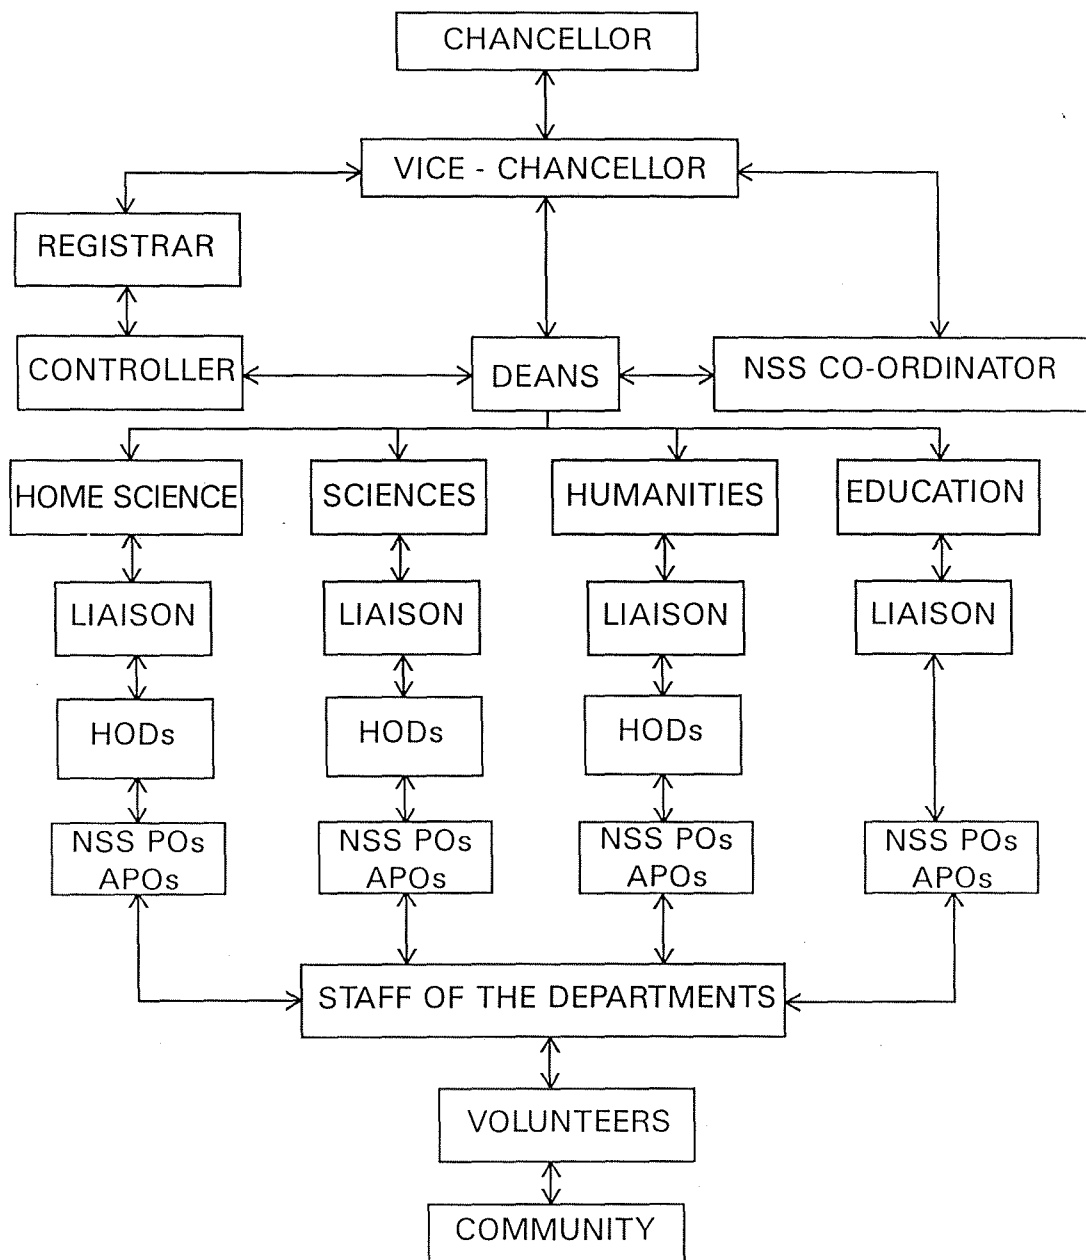 CHANCELLOR
VICE - CHANCELLOR
REGISTRAR
CONTROLLER
DEANS
NSS CO-ORDINATOR
HOME SCIENCE
SCIENCES
HUMANITIES
EDUCATION
LIAISON
LIAISON
LIAISON
LIAISON
HODs
HODs
HODs
NSS POs
APOs
NSS POs
APOs
NSS POs
APOs
NSS POs
APOs
STAFF OF THE DEPARTMENTS
VOLUNTEERS
COMMUNITY